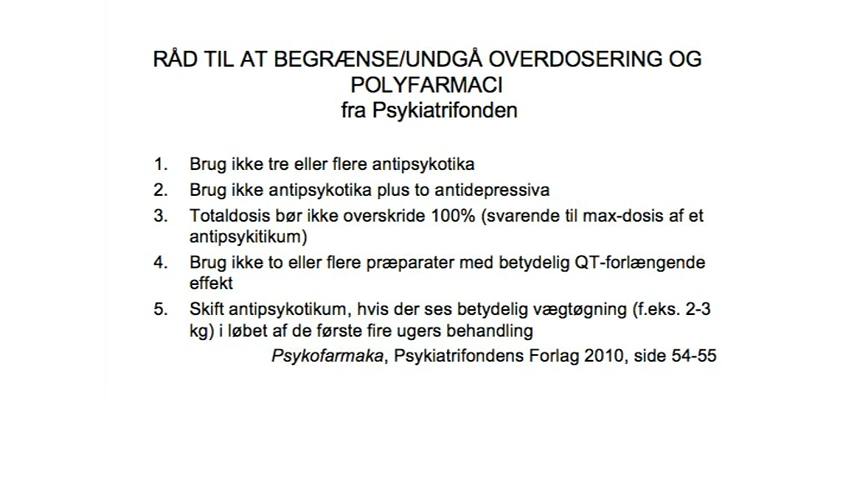 RÅD TIL AT BEGRÆNSE/UNDGÅ OVERDOSERING OG
POLYFARMACI
fra Psykiatrifonden
1. Brug ikke tre eller flere antipsykotika
2. Brug ikke antipsykotika plus to antidepressiva
3. Totaldosis bør ikke overskride 100% (svarende til max-dosis af et
antipsykitikum)
4. Brug ikke to eller flere præparater med betydelig QT-forlængende
effekt
5. Skift antipsykotikum, hvis der ses betydelig vægtøgning (f.eks. 2-3
kg) i løbet af de første fire ugers behandling
Psykofarmaka, Psykiatrifondens Forlag 2010, side 54-55